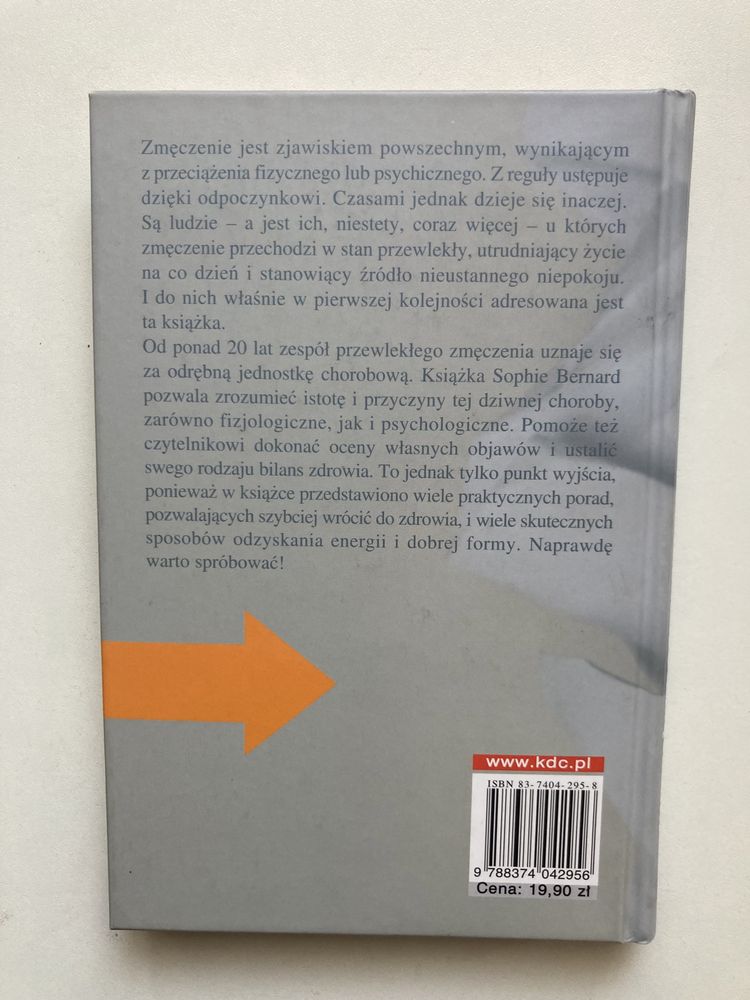 Zmęczenie jest zjawiskiem powszechnym, wynikającym
z przeciążenia fizycznego lub psychicznego. Z reguły ustępuje
dzięki odpoczynkowi. Czasami jednak dzieje się inaczej.
Są ludzie – a jest ich, niestety, coraz więcej – u których
zmęczenie przechodzi w stan przewlekły, utrudniający życie
na co dzień i stanowiący źródło nieustannego niepokoju.
I do nich właśnie w pierwszej kolejności adresowana jest
ta książka.
Od ponad 20 lat zespół przewlekłego zmęczenia uznaje się
za odrębną jednostkę chorobową. Książka Sophie Bernard
pozwala zrozumieć istotę i przyczyny tej dziwnej choroby,
zarówno fizjologiczne, jak i psychologiczne. Pomoże też
czytelnikowi dokonać oceny własnych objawów i ustalić
swego rodzaju bilans zdrowia. To jednak tylko punkt wyjścia,
ponieważ w książce przedstawiono wiele praktycznych porad,
pozwalających szybciej wrócić do zdrowia, i wiele skutecznych
sposobów odzyskania energii i dobrej formy. Naprawdę
warto spróbować!
www.kdc.pl
ISBN 83-7404-295-8
9 788374 042956
Cena: 19,90 zł